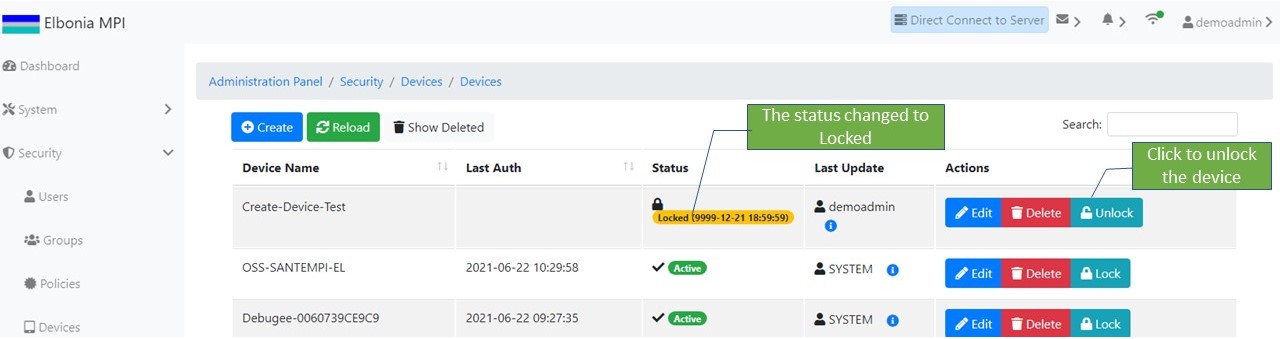 Elbonia MPI
Direct Connect to Server
demoadmin
Dashboard
System
Security
Users
Groups
Policies
Devices
Administration Panel / Security / Devices / Devices
Create
Reload
Show Deleted
The status changed to
Locked
Search:
Click to unlock
the device
Device Name Last Auth Status Last Update Actions
Create-Device-Test Locked (9999-12-21 18:59:59) demoadmin Edit Delete Unlock
OSS-SANTEMPI-EL 2021-06-22 10:29:58 Active SYSTEM Edit Delete Lock
Debugee-0060739CE9C9 2021-06-22 09:27:35 Active SYSTEM Edit Delete Lock